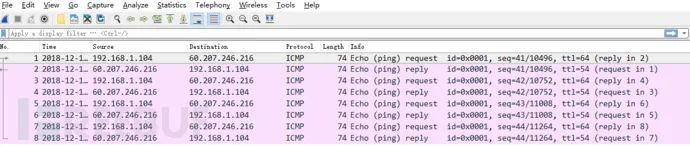 File Edit View Go Capture Analyze Statistics Telephony Wireless Tools Help
Apply a display filter … <Ctrl-/>
No. Time Source Destination Protocol Length Info
1 2018-12-1… 192.168.1.104 60.207.246.216 ICMP 74 Echo (ping) request id=0x0001, seq=41/10496, ttl=64 (reply in 2)
2 2018-12-1… 60.207.246.216 192.168.1.104 ICMP 74 Echo (ping) reply id=0x0001, seq=41/10496, ttl=54 (request in 1)
3 2018-12-1… 192.168.1.104 60.207.246.216 ICMP 74 Echo (ping) request id=0x0001, seq=42/10752, ttl=64 (reply in 4)
4 2018-12-1… 60.207.246.216 192.168.1.104 ICMP 74 Echo (ping) reply id=0x0001, seq=42/10752, ttl=54 (request in 3)
5 2018-12-1… 192.168.1.104 60.207.246.216 ICMP 74 Echo (ping) request id=0x0001, seq=43/11008, ttl=64 (reply in 6)
6 2018-12-1… 60.207.246.216 192.168.1.104 ICMP 74 Echo (ping) reply id=0x0001, seq=43/11008, ttl=54 (request in 5)
7 2018-12-1… 192.168.1.104 60.207.246.216 ICMP 74 Echo (ping) request id=0x0001, seq=44/11264, ttl=64 (reply in 8)
8 2018-12-1… 60.207.246.216 192.168.1.104 ICMP 74 Echo (ping) reply id=0x0001, seq=44/11264, ttl=54 (request in 7)